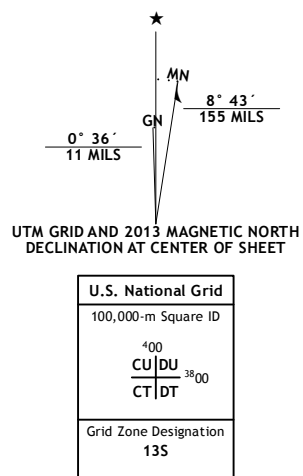 ★
MN
GN
8° 43´
155 MILS
0° 36´
11 MILS
UTM GRID AND 2013 MAGNETIC NORTH
DECLINATION AT CENTER OF SHEET
U.S. National Grid
100,000-m Square ID
⁴00
CU DU
³⁸00
CT DT
Grid Zone Designation
13S